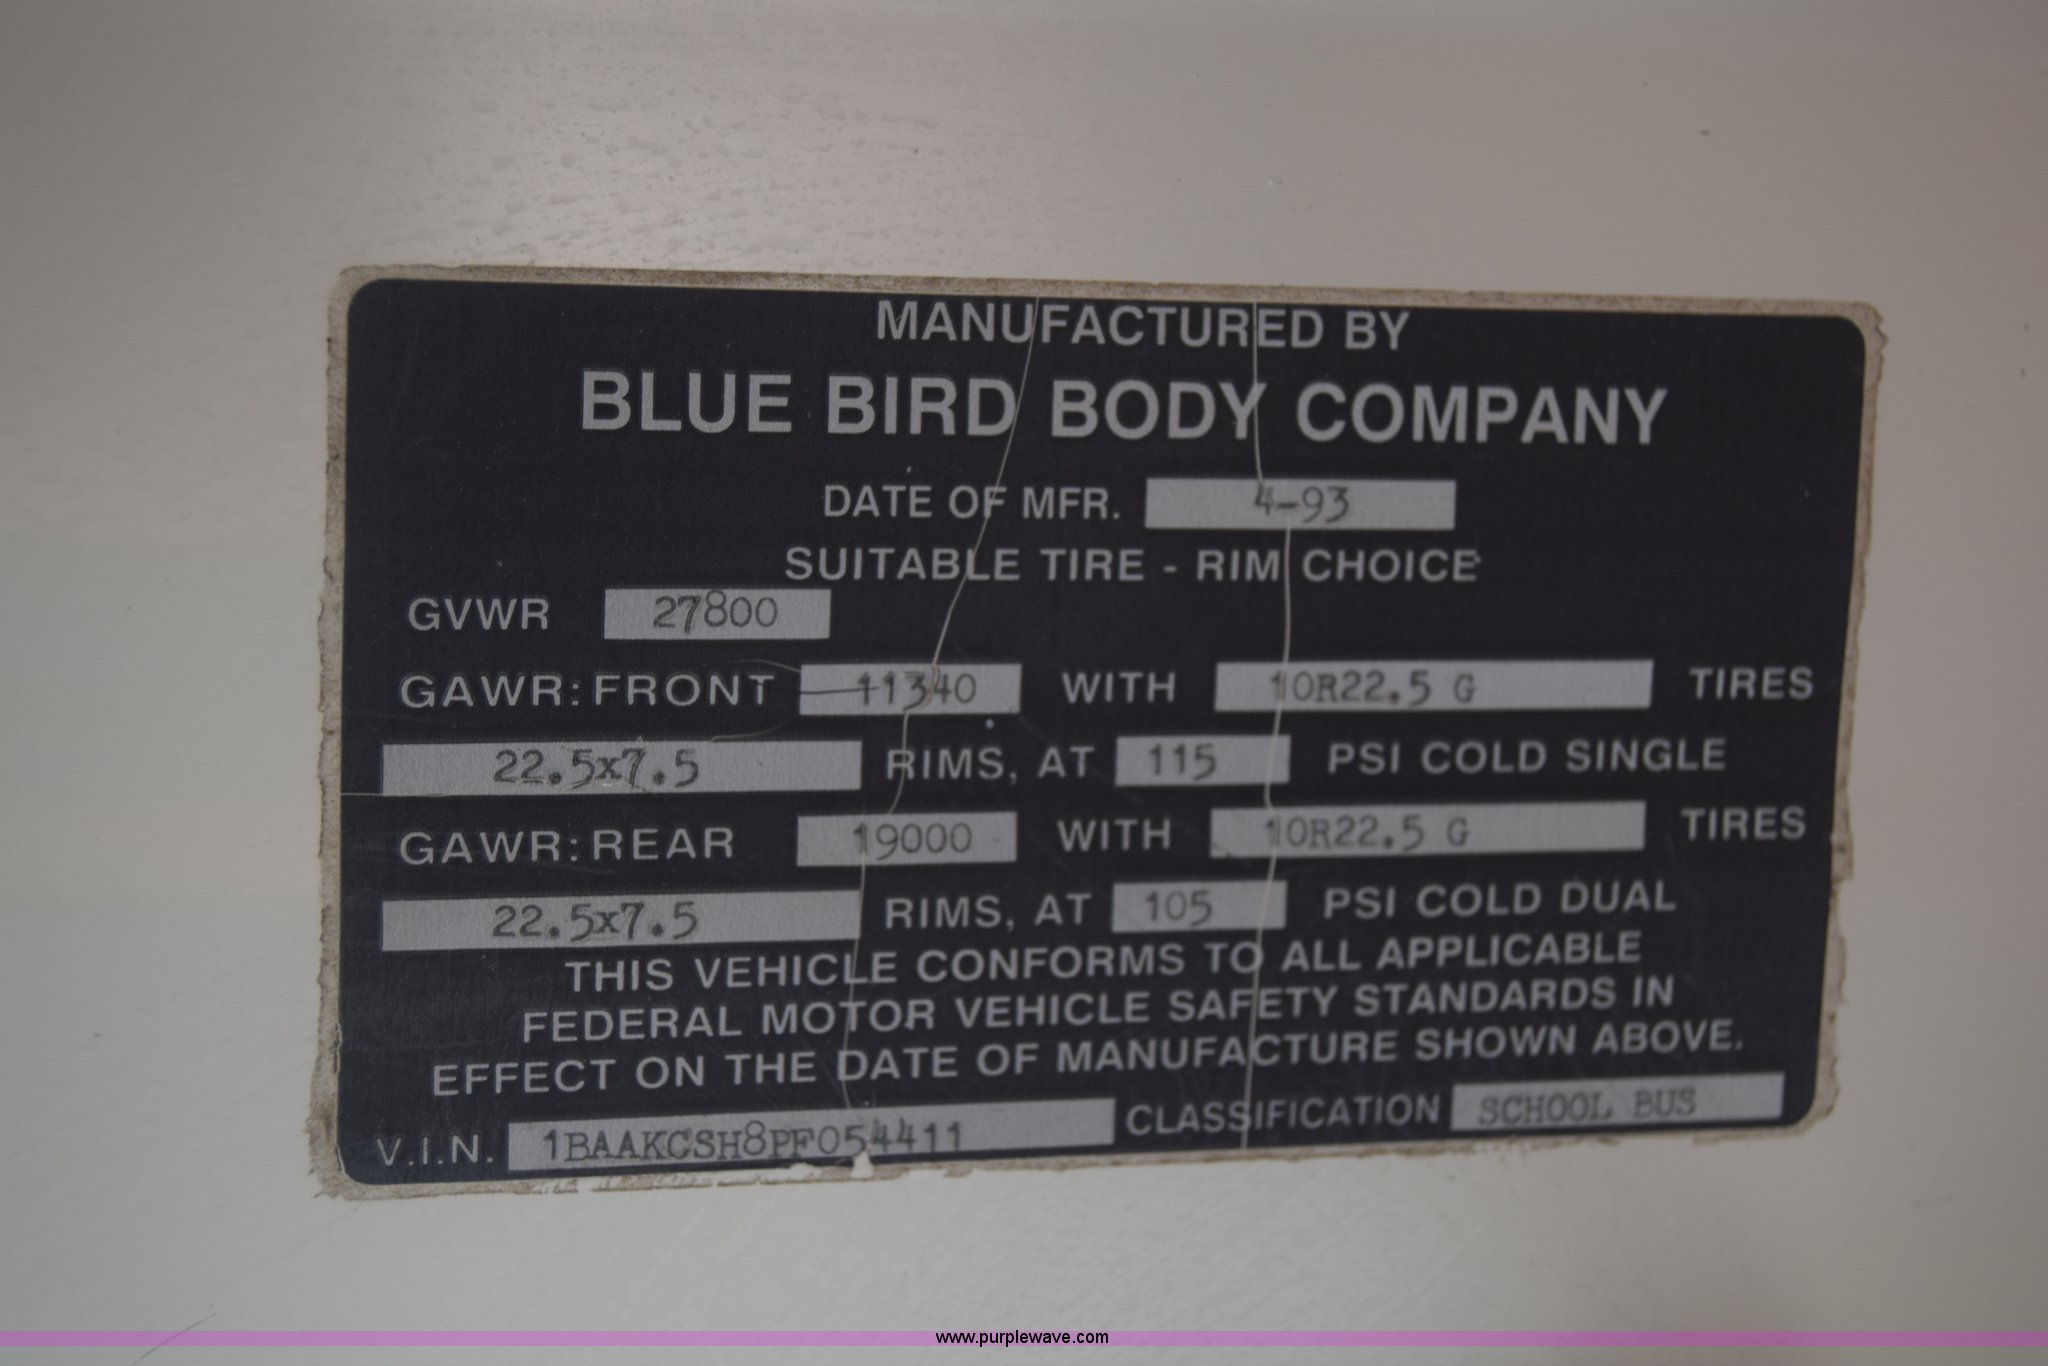 MANUFACTURED BY
BLUE BIRD BODY COMPANY
DATE OF MFR. 4-93
SUITABLE TIRE - RIM CHOICE
GVWR 27800
GAWR: FRONT 11340 WITH 10R22.5 G TIRES
22.5x7.5 RIMS, AT 115 PSI COLD SINGLE
GAWR: REAR 19000 WITH 10R22.5 G TIRES
22.5x7.5 RIMS, AT 105 PSI COLD DUAL
THIS VEHICLE CONFORMS TO ALL APPLICABLE
FEDERAL MOTOR VEHICLE SAFETY STANDARDS IN
EFFECT ON THE DATE OF MANUFACTURE SHOWN ABOVE.
V.I.N. 1BAAKCSH8PF054411 CLASSIFICATION SCHOOL BUS
www.purplewave.com